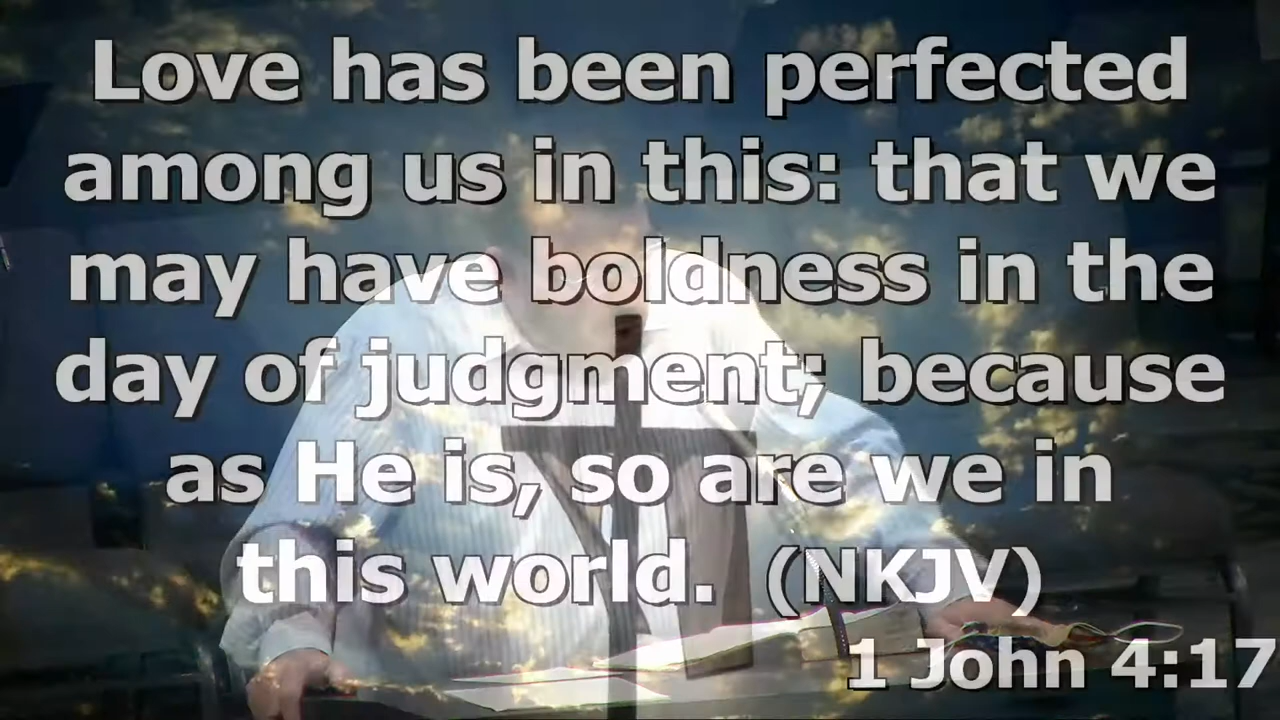 Love has been perfected
among us in this: that we
may have boldness in the
day of judgment; because
as He is, so are we in
this world.  (NKJV)
1 John 4:17